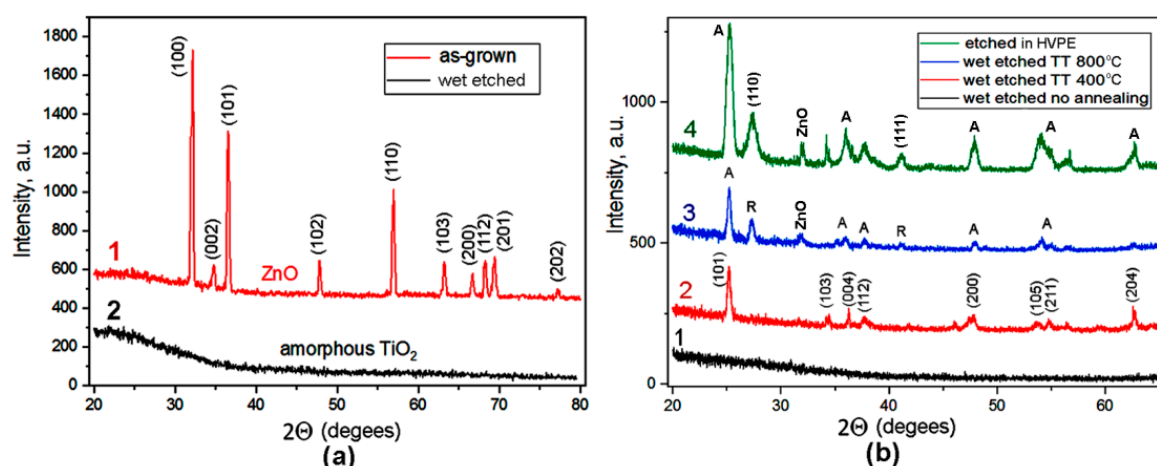 (a)
1800
1600
1400
1200
1000
800
600
400
200
0
Intensity, a.u.
(100)
(002)
(101)
(102)
(110)
(103)
(200)
(112)
(201)
(202)
as-grown
wet etched
1
ZnO
2
amorphous TiO2
20 30 40 50 60 70 80
2Θ (degees)
(a)
(b)
1000
500
0
Intensity, a.u.
etched in HVPE
wet etched TT 800°C
wet etched TT 400°C
wet etched no annealing
4
A
(110)
ZnO
A
(111)
A
A
A
3
A
R
ZnO
A
A
R
A
A
2
(101)
(103)
(004)
(112)
(200)
(105)
(211)
(204)
1
20 30 40 50 60
2Θ (degees)
(b)